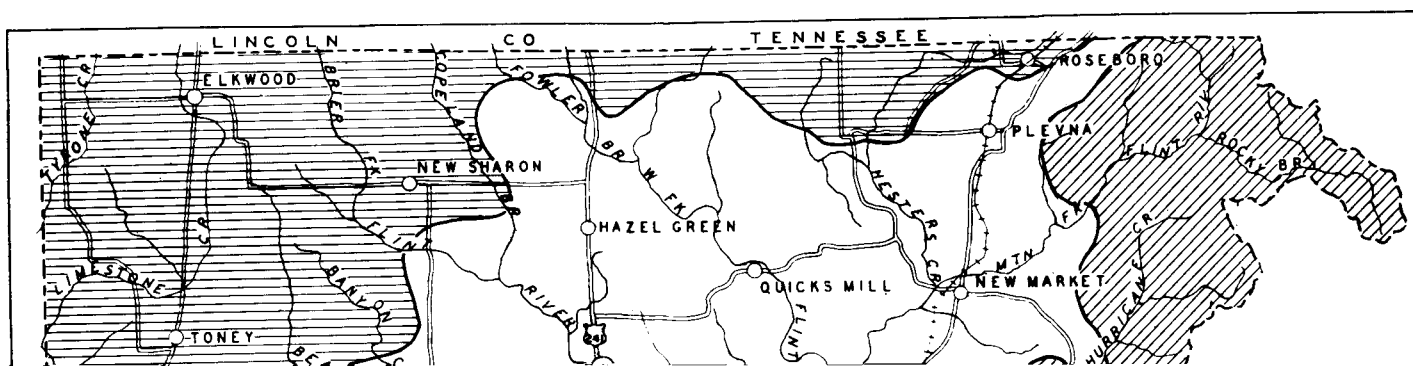 LINCOLN CO TENNESSEE
ROSEBORO
ELKWOOD
TYRONE CR
BRIER FK
COPELAND BR
FOWLER BR
PLEVNA
FLINT RIV
ROCKY BR
NEW SHARON
W FK
HESTERS CR
HAZEL GREEN
FLINT
RIVER
LIMESTONE
CR
BANYON
QUICKS MILL
MTN FK
NEW MARKET
HURRICANE CR
241
TONEY
FLINT